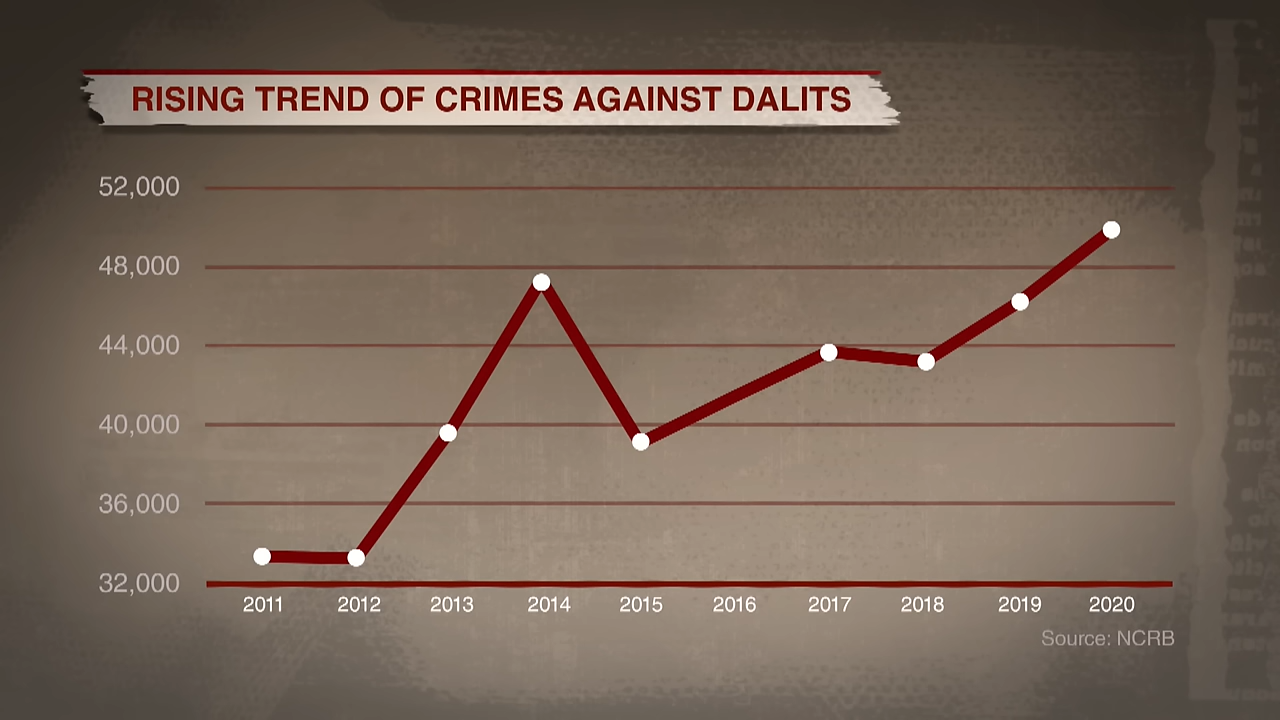 RISING TREND OF CRIMES AGAINST DALITS
52,000
48,000
44,000
40,000
36,000
32,000
2011 2012 2013 2014 2015 2016 2017 2018 2019 2020
Source: NCRB